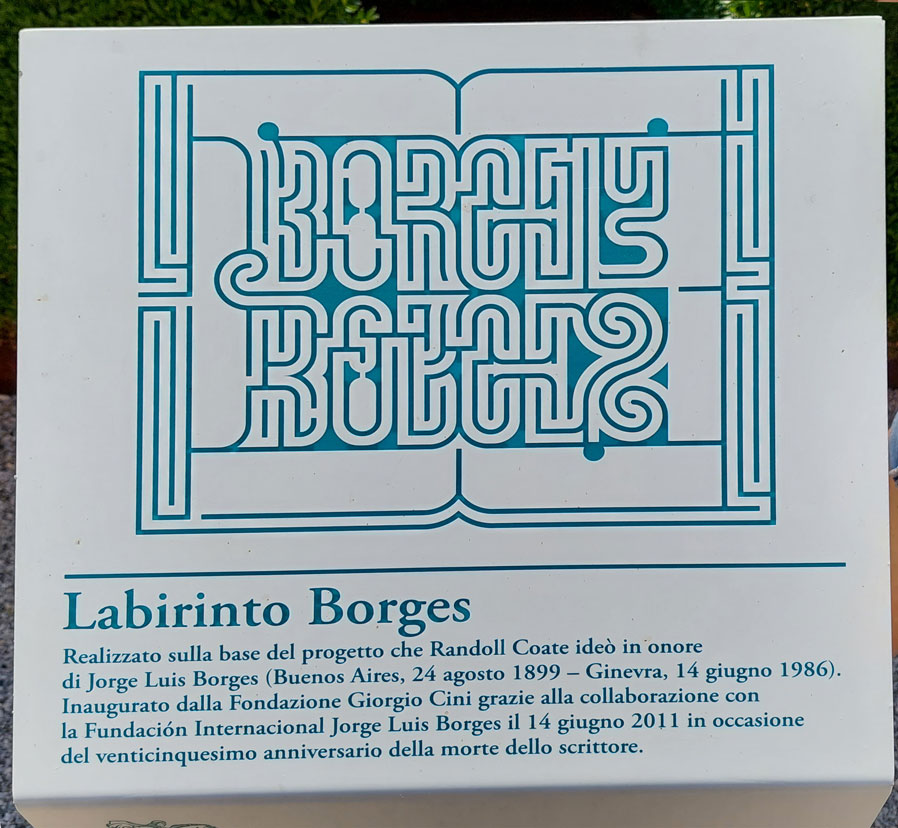 BORGES
BORGES
Labirinto Borges
Realizzato sulla base del progetto che Randoll Coate ideò in onore
di Jorge Luis Borges (Buenos Aires, 24 agosto 1899 – Ginevra, 14 giugno 1986).
Inaugurato dalla Fondazione Giorgio Cini grazie alla collaborazione con
la Fundación Internacional Jorge Luis Borges il 14 giugno 2011 in occasione
del venticinquesimo anniversario della morte dello scrittore.